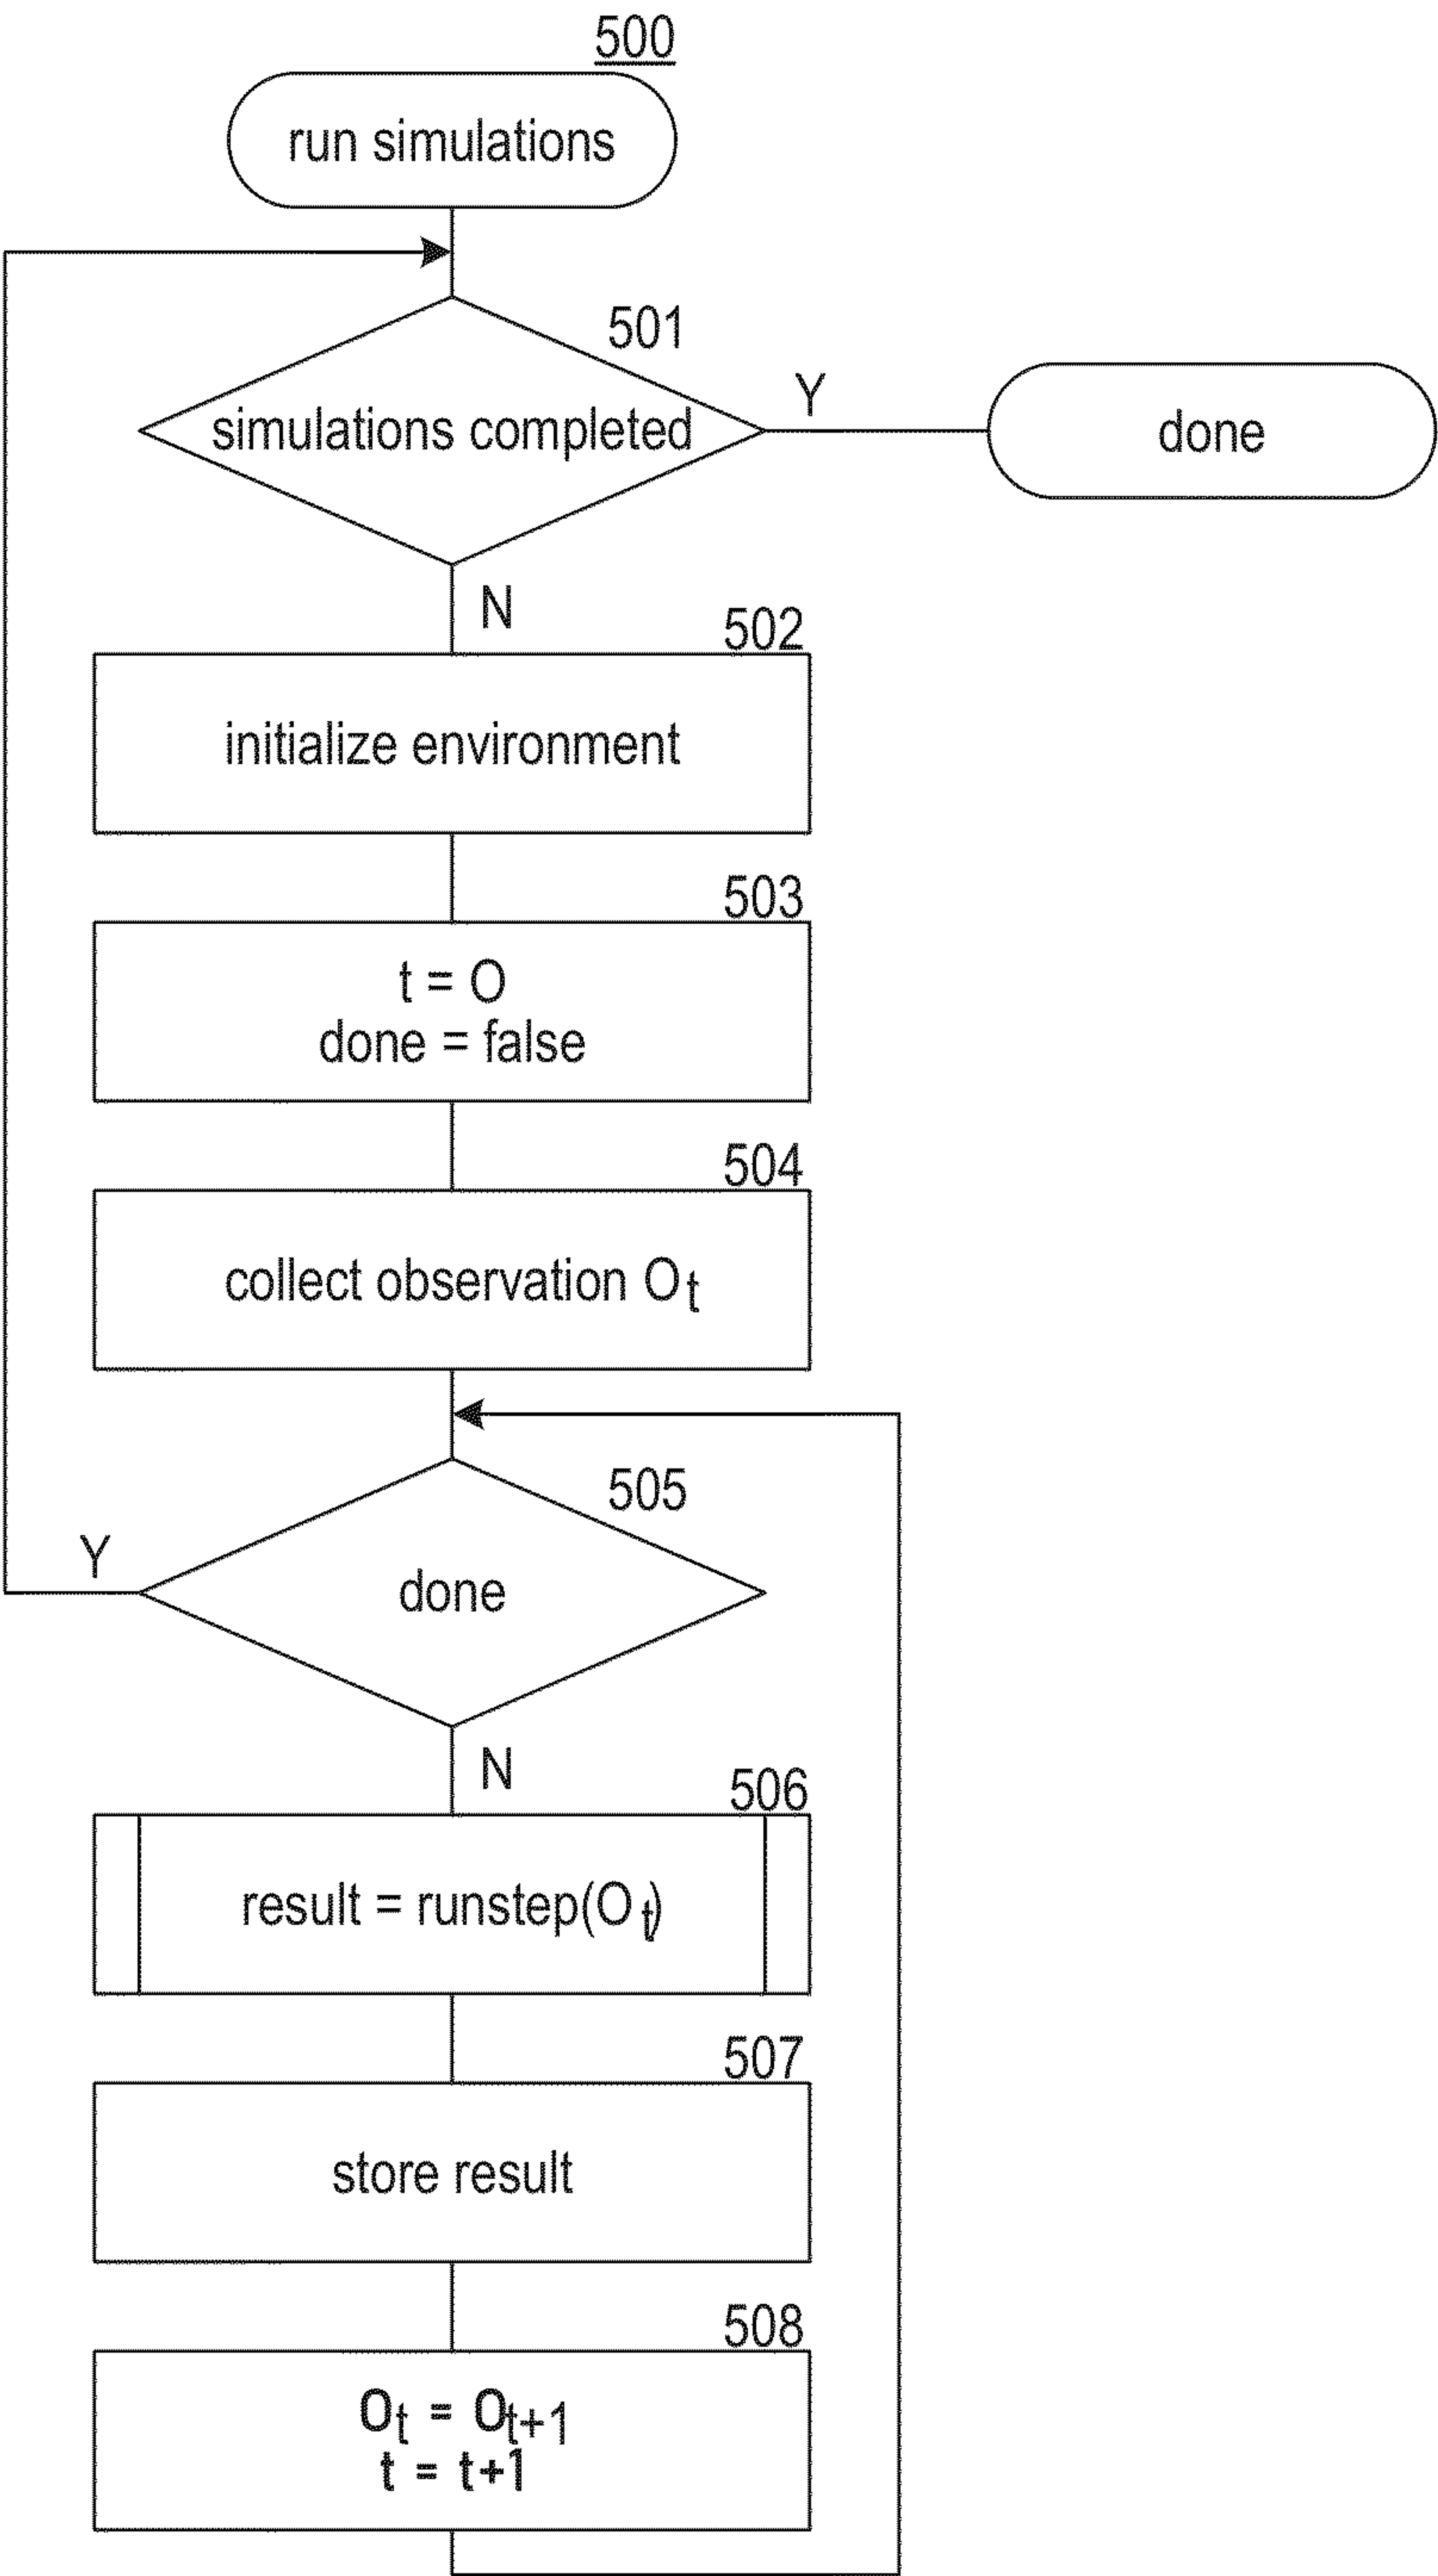 500
run simulations
501
simulations completed
Y
done
N
502
initialize environment
503
t = O
done = false
504
collect observation Ot
505
Y
done
N
506
result = runstep(Ot)
507
store result
508
Ot = Ot+1
t = t+1